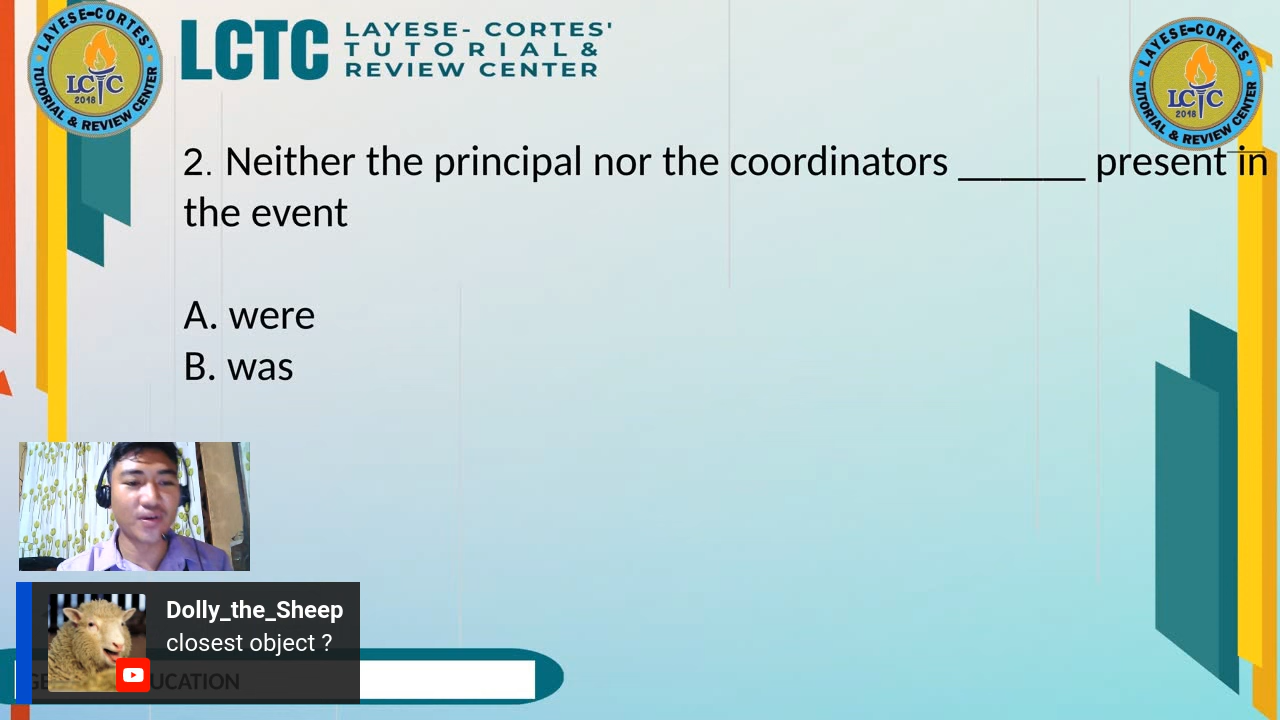 LAYESE-CORTES'
TUTORIAL & REVIEW CENTER
LCTC
2018
LCTC
LAYESE- CORTES'
TUTORIAL &
REVIEW CENTER
LAYESE-CORTES'
TUTORIAL & REVIEW CENTER
LCTC
2018
2. Neither the principal nor the coordinators ______ present in
the event
A. were
B. was
Dolly_the_Sheep
closest object ?
UCATION